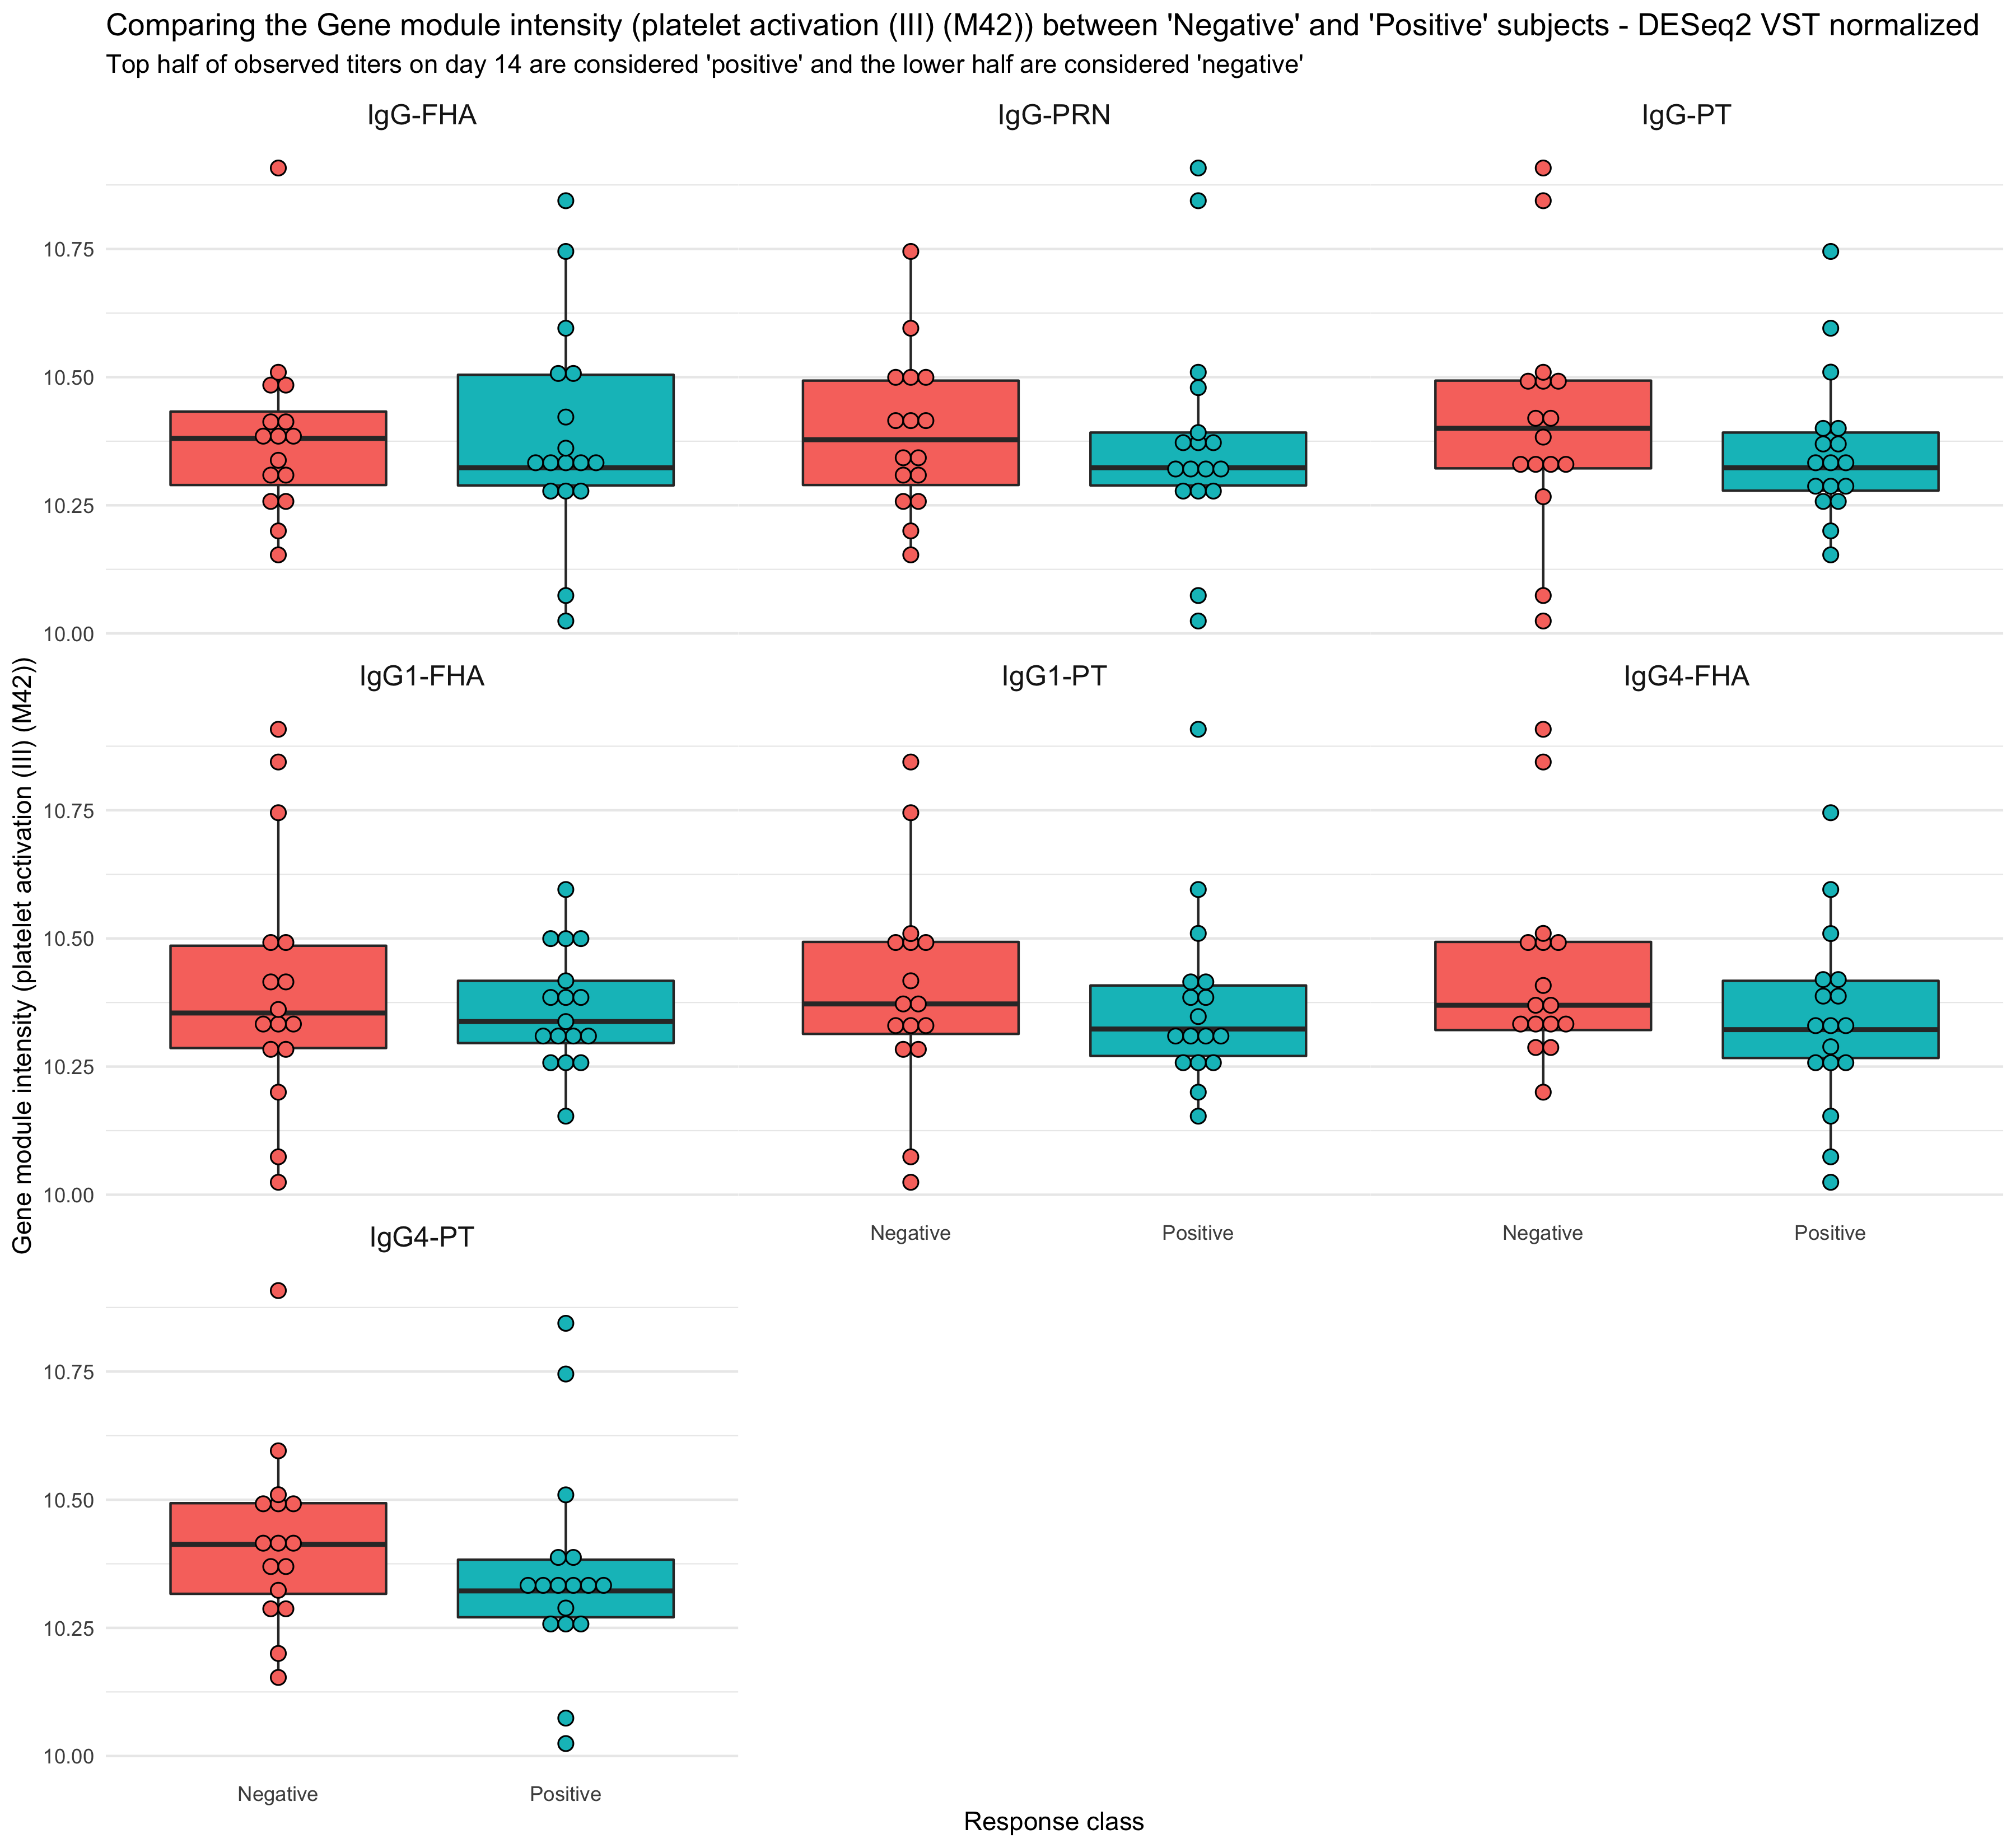 Comparing the Gene module intensity (platelet activation (III) (M42)) between 'Negative' and 'Positive' subjects - DESeq2 VST normalized
Top half of observed titers on day 14 are considered 'positive' and the lower half are considered 'negative'
IgG-FHA
IgG-PRN
IgG-PT
10.75
10.50
10.25
10.00
IgG1-FHA
IgG1-PT
IgG4-FHA
10.75
10.50
10.25
10.00
Negative
Positive
Negative
Positive
IgG4-PT
10.75
10.50
10.25
10.00
Negative
Positive
Gene module intensity (platelet activation (III) (M42))
Response class